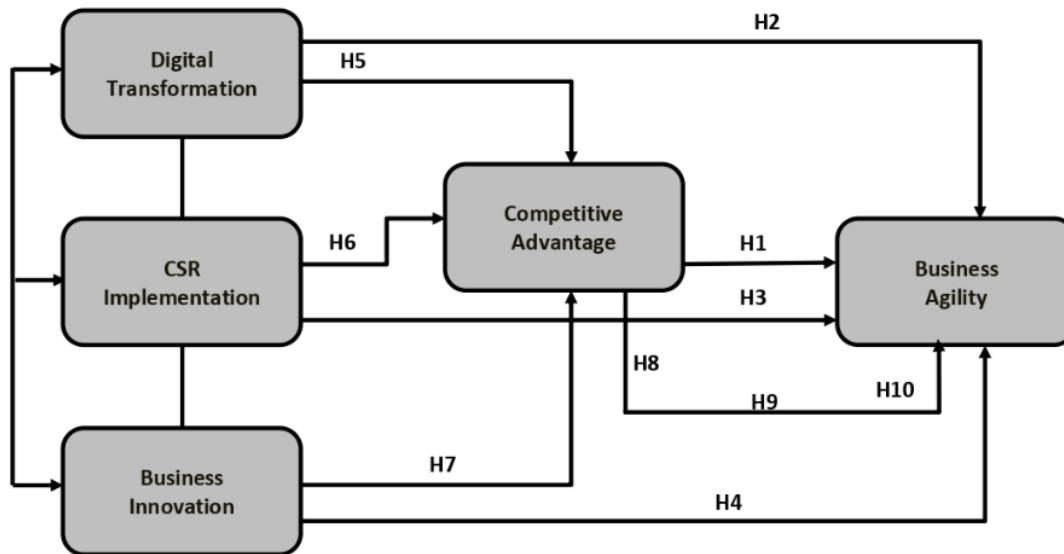 H2
Digital
Transformation
H5
Competitive
Advantage
H6
H1
CSR
Implementation
Business
Agility
H3
H8
H10
H9
Business
Innovation
H7
H4